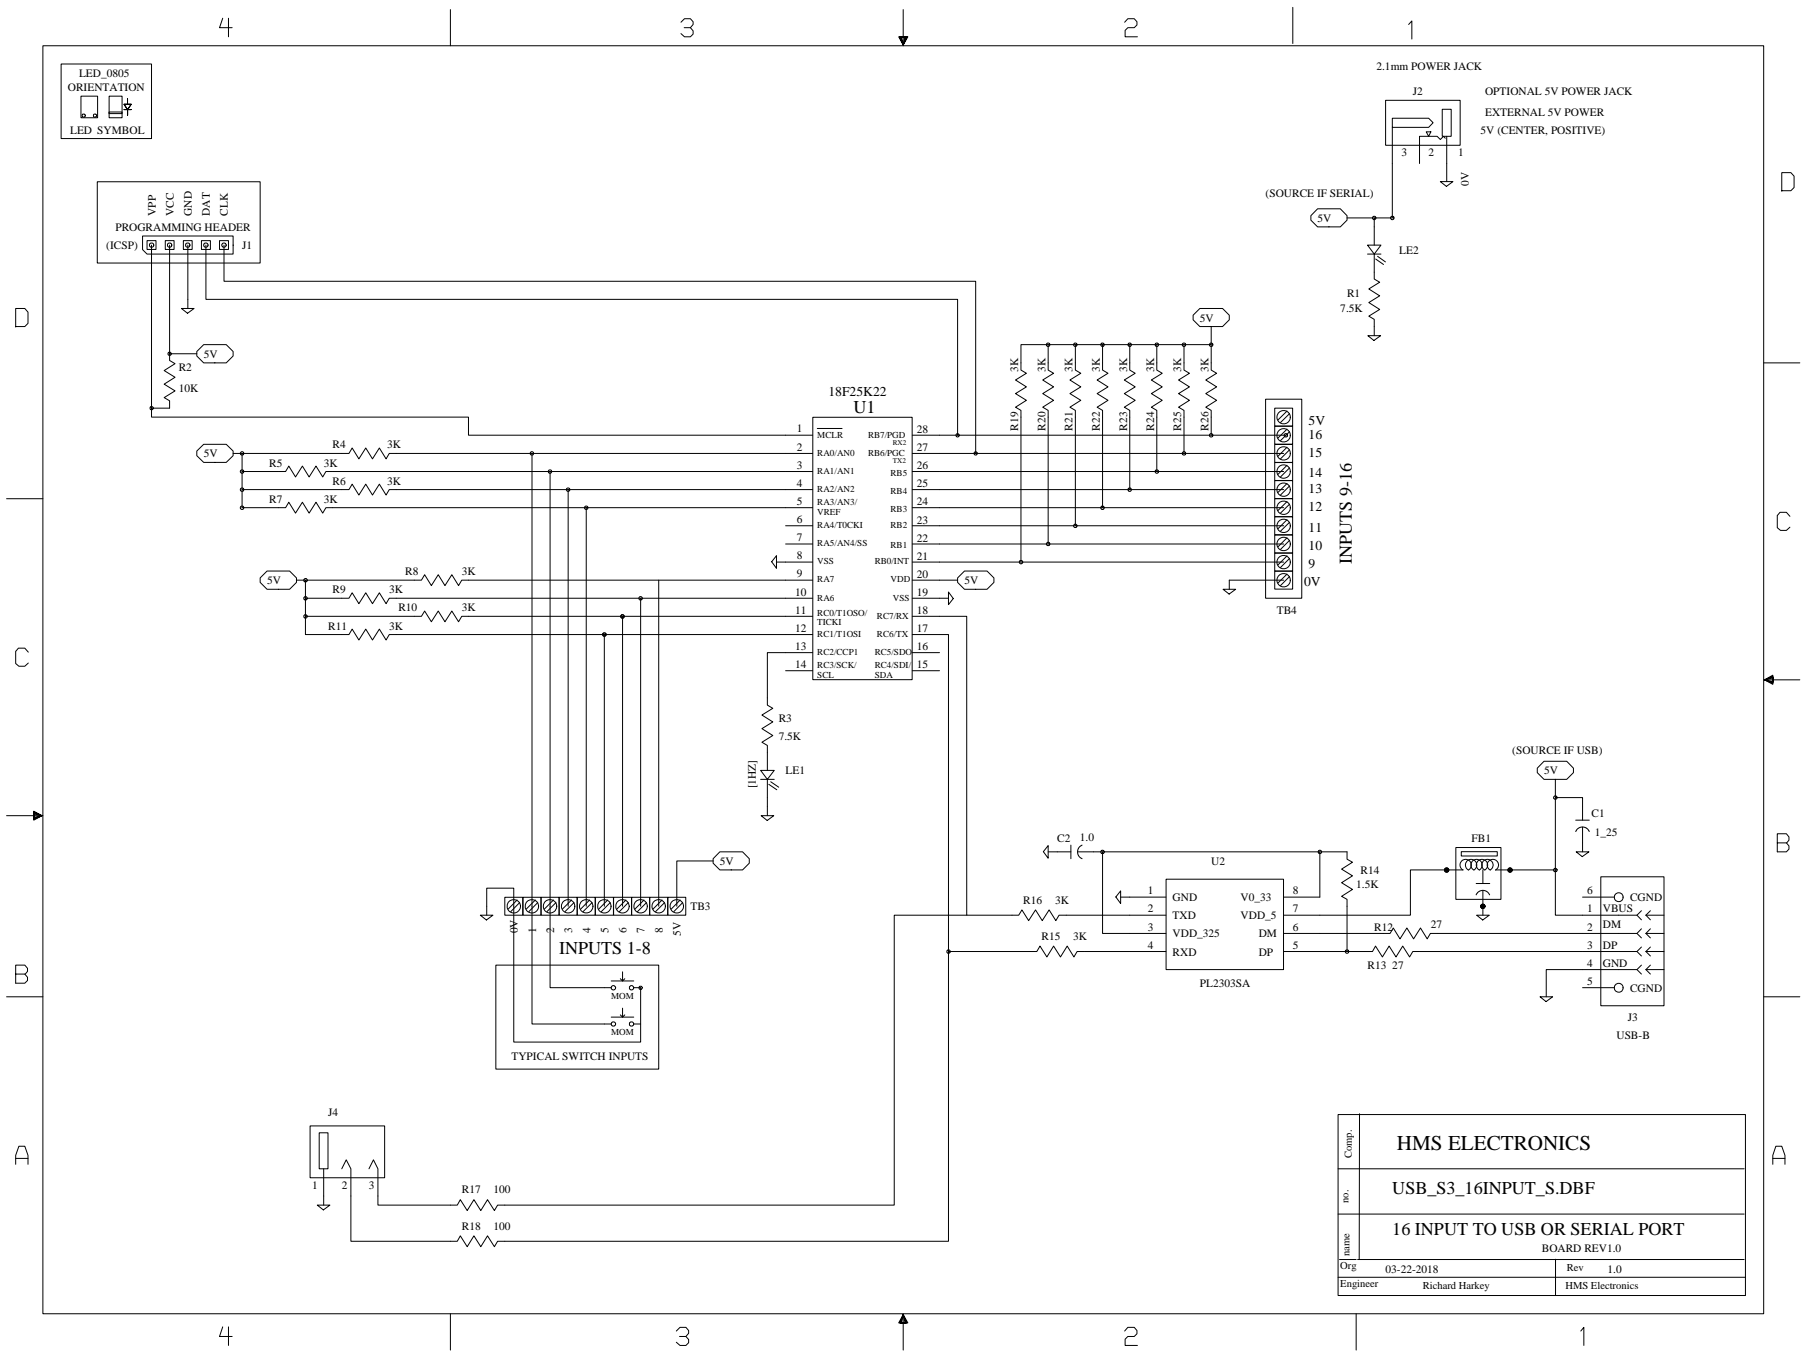 4
3
2
1
LED_0805
ORIENTATION
LED SYMBOL
2.1mm POWER JACK
J2
OPTIONAL 5V POWER JACK
EXTERNAL 5V POWER
5V (CENTER, POSITIVE)
3 2 1
0V
(SOURCE IF SERIAL)
5V
LE2
R1
7.5K
D
D
VPP
VCC
GND
DAT
CLK
PROGRAMMING HEADER
(ICSP)
J1
5V
R2
10K
5V
3K 3K 3K 3K 3K 3K 3K 3K
R19 R20 R21 R22 R23 R24 R25 R26
18F25K22
U1
1 MCLR
2 RA0/AN0
3 RA1/AN1
4 RA2/AN2
5 RA3/AN3/
VREF
6 RA4/T0CKI
7 RA5/AN4/SS
8 VSS
9 RA7
10 RA6
11 RC0/T1OSO/
TICKI
12 RC1/T1OSI
13 RC2/CCP1
14 RC3/SCK/
SCL
RB7/PGD 28
RX2
RB6/PGC 27
TX2
RB5 26
RB4 25
RB3 24
RB2 23
RB1 22
RB0/INT 21
VDD 20
5V
VSS 19
RC7/RX 18
RC6/TX 17
RC5/SDO 16
RC4/SDI/ 15
SDA
5V
R4 3K
R5 3K
R6 3K
R7 3K
5V
R8 3K
R9 3K
R10 3K
R11 3K
5V
16
15
14
13
12
11
10
9
0V
INPUTS 9-16
TB4
C
C
R3
7.5K
[1HZ]
LE1
5V
TB3
0V 1 2 3 4 5 6 7 8 5V
INPUTS 1-8
MOM
MOM
TYPICAL SWITCH INPUTS
(SOURCE IF USB)
5V
C1
1_25
FB1
C2 1.0
U2
1 GND
2 TXD
3 VDD_325
4 RXD
V0_33 8
VDD_5 7
DM 6
DP 5
PL2303SA
R14
1.5K
R16 3K
R15 3K
R12 27
R13 27
6 CGND
1 VBUS
2 DM
3 DP
4 GND
5 CGND
J3
USB-B
B
B
J4
1 2 3
R17 100
R18 100
A
A
Comp.
HMS ELECTRONICS
no.
USB_S3_16INPUT_S.DBF
name
16 INPUT TO USB OR SERIAL PORT
BOARD REV1.0
Org 03-22-2018
Rev 1.0
Engineer Richard Harkey
HMS Electronics
4
3
2
1